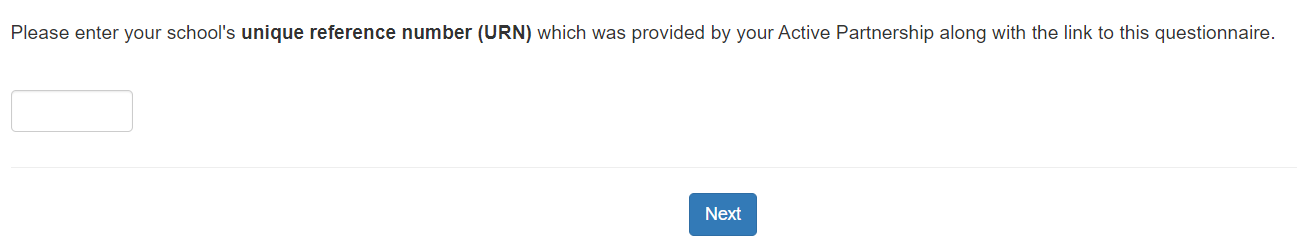 Please enter your school's unique reference number (URN) which was provided by your Active Partnership along with the link to this questionnaire.
Next